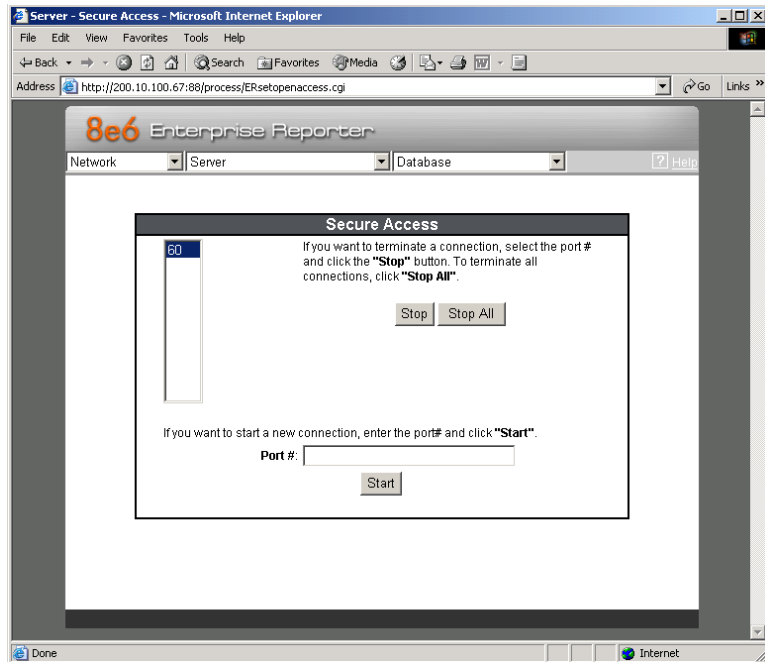 Server - Secure Access - Microsoft Internet Explorer
File Edit View Favorites Tools Help
Back Search Favorites Media
Address http://200.10.100.67:88/process/ERsetopenaccess.cgi Go Links »
8e6 Enterprise Reporter
Network Server Database ? Help
Secure Access
60
If you want to terminate a connection, select the port #
and click the "Stop" button. To terminate all
connections, click "Stop All".
Stop Stop All
If you want to start a new connection, enter the port# and click "Start".
Port #:
Start
Done Internet